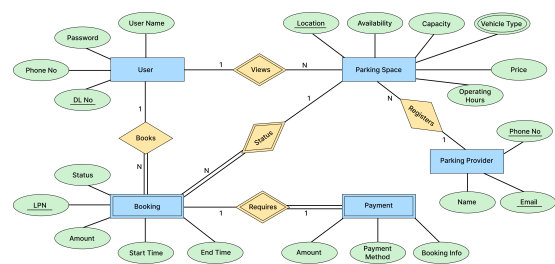 User Name
Location
Availability
Capacity
Vehicle Type
Password
Phone No
User
1
Views
N
Parking Space
Price
DL No
Operating
Hours
1
1
N
Registers
Books
Status
1
Phone No
Parking Provider
N
N
Status
Name
Email
LPN
Booking
1
Requires
1
Payment
Amount
Start Time
End Time
Amount
Payment
Method
Booking Info